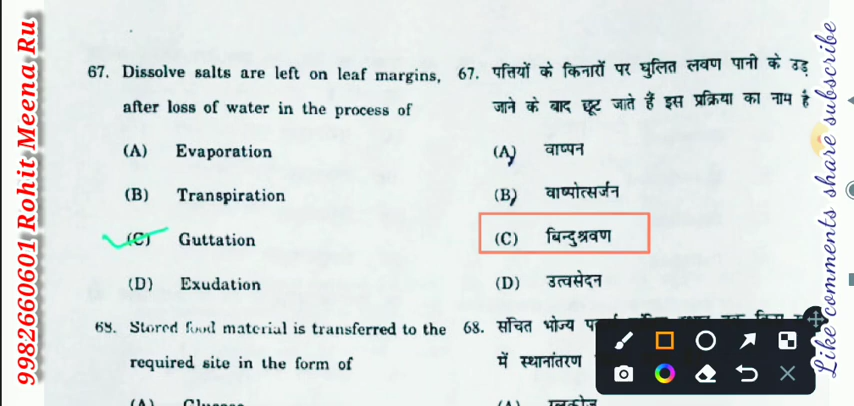 9982660601 Rohit Meena Ru
67. Dissolve salts are left on leaf margins,
after loss of water in the process of
(A) Evaporation
(B) Transpiration
(C) Guttation
(D) Exudation
68. Stored food material is transferred to the
required site in the form of
(A) Glucose
67. पत्तियों के किनारों पर घुलित लवण पानी के उड़
जाने के बाद छूट जाते हैं इस प्रक्रिया का नाम है
(A) वाष्पन
(B) वाष्पोत्सर्जन
(C) बिन्दुश्रवण
(D) उत्वसेदन
68. संचित भोज्य
में स्थानांतरण
(A) ग्लूकोज
Like comments share subscribe